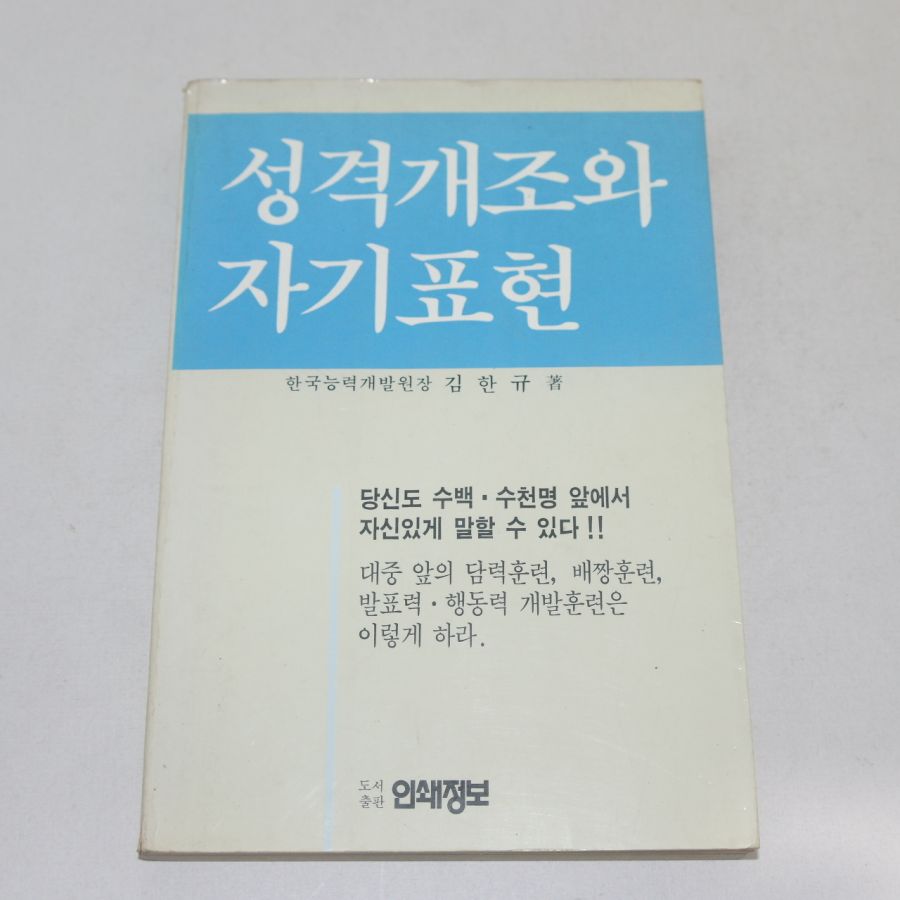 성격개조와
자기표현
한국능력개발원장 김한규 著
당신도 수백·수천명 앞에서
자신있게 말할 수 있다!!
대중 앞의 담력훈련, 배짱훈련,
발표력·행동력 개발훈련은
이렇게 하라.
도서
출판 인쇄정보